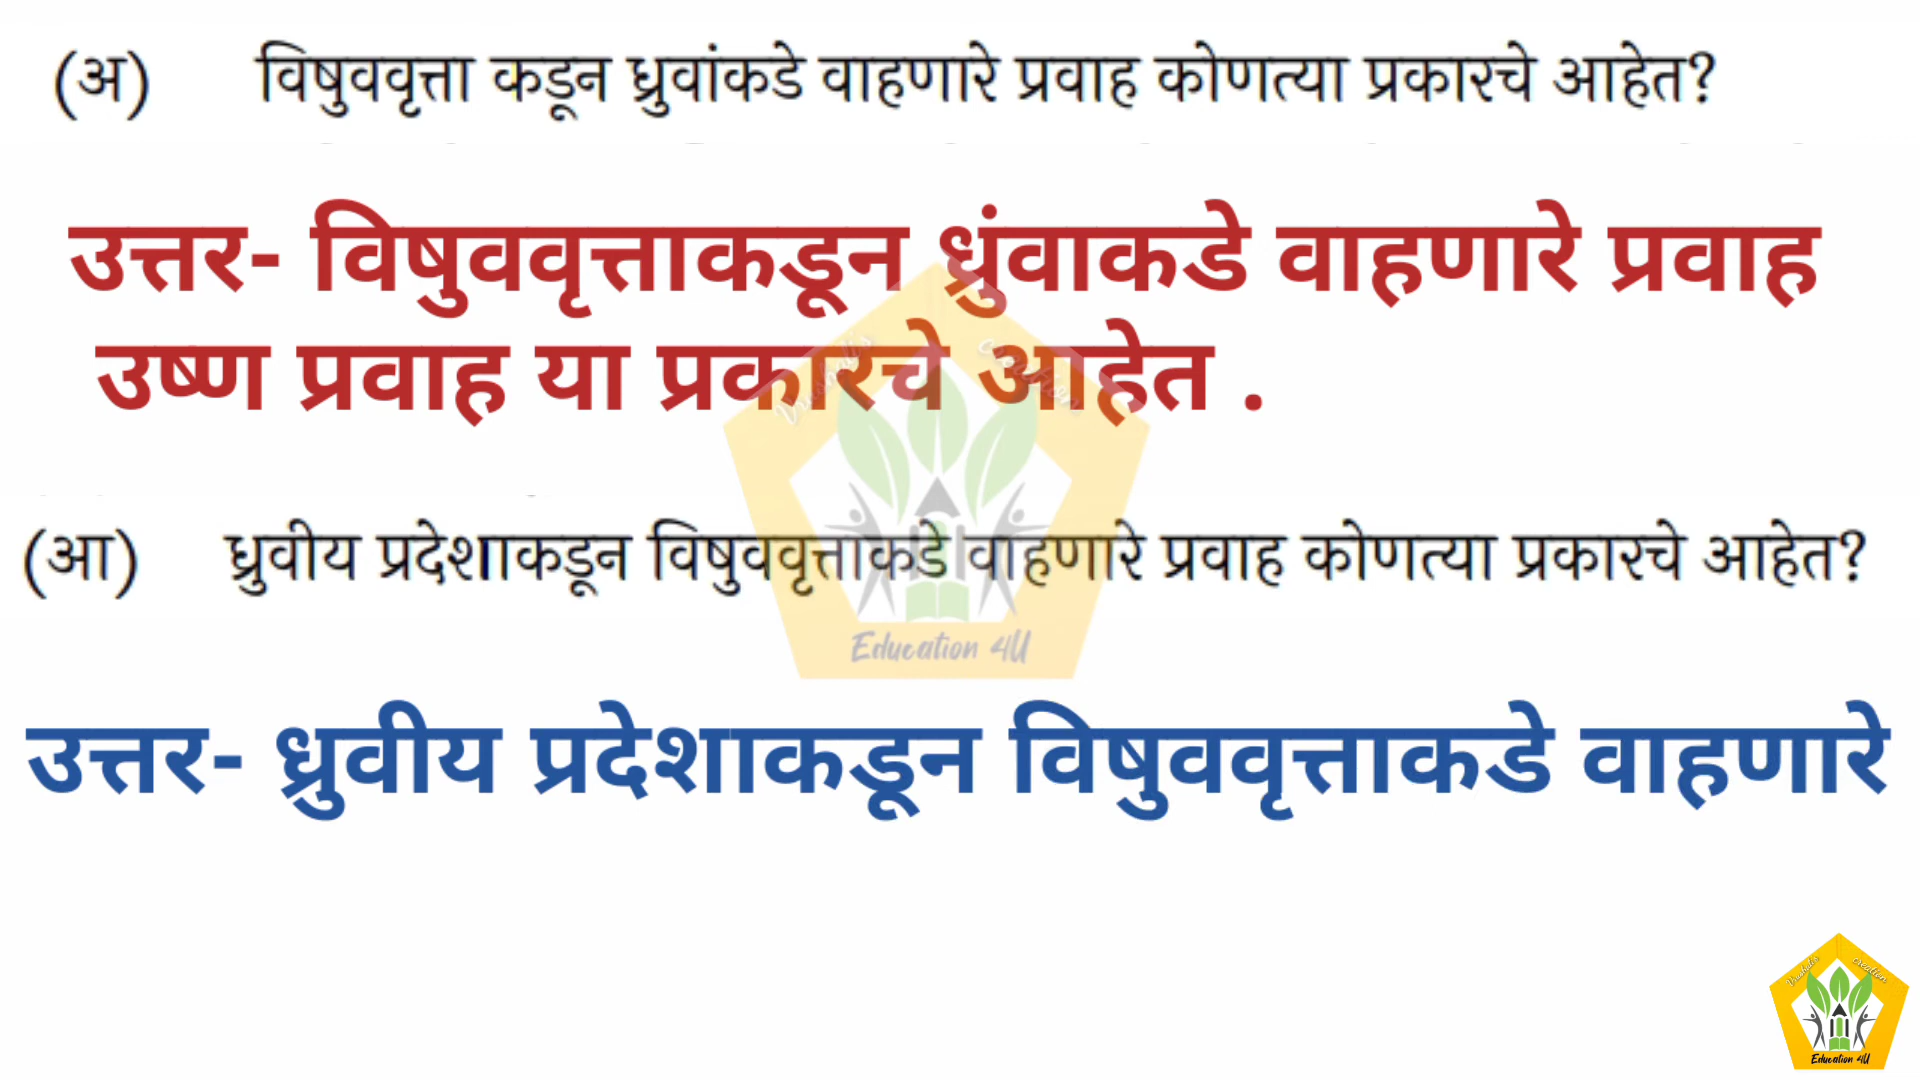 (अ) विषुववृत्ता कडून ध्रुवांकडे वाहणारे प्रवाह कोणत्या प्रकारचे आहेत?
उत्तर- विषुववृत्ताकडून ध्रुंवाकडे वाहणारे प्रवाह
उष्ण प्रवाह या प्रकारचे आहेत .
(आ) ध्रुवीय प्रदेशाकडून विषुववृत्ताकडे वाहणारे प्रवाह कोणत्या प्रकारचे आहेत?
Education 4U
उत्तर- ध्रुवीय प्रदेशाकडून विषुववृत्ताकडे वाहणारे
creation
Education 4U